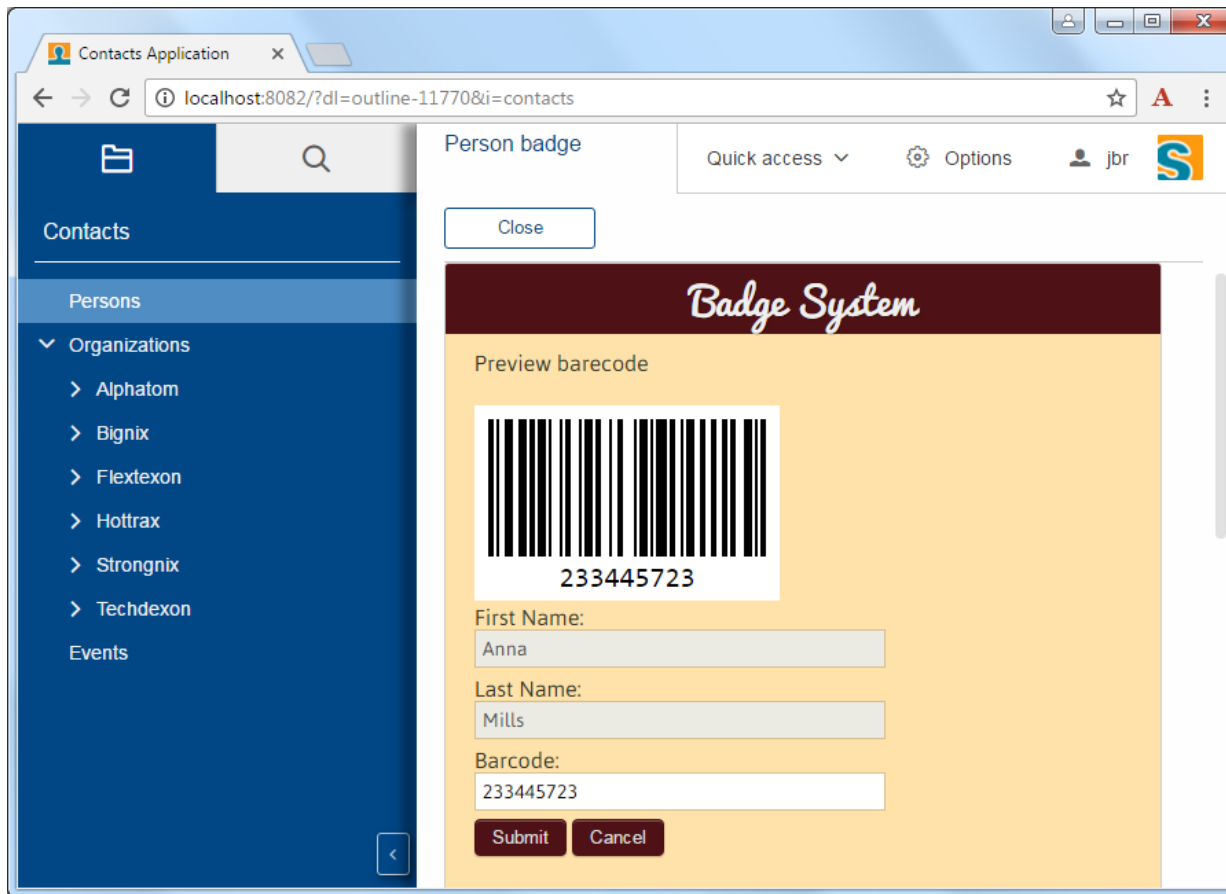 Contacts Application
localhost:8082/?dl=outline-11770&i=contacts
A
Person badge
Quick access
Options
jbr
Contacts
Close
Persons
Organizations
Alphatom
Bignix
Flextexon
Hottrax
Strongnix
Techdexon
Events
Badge System
Preview barecode
233445723
First Name:
Anna
Last Name:
Mills
Barcode:
233445723
Submit Cancel